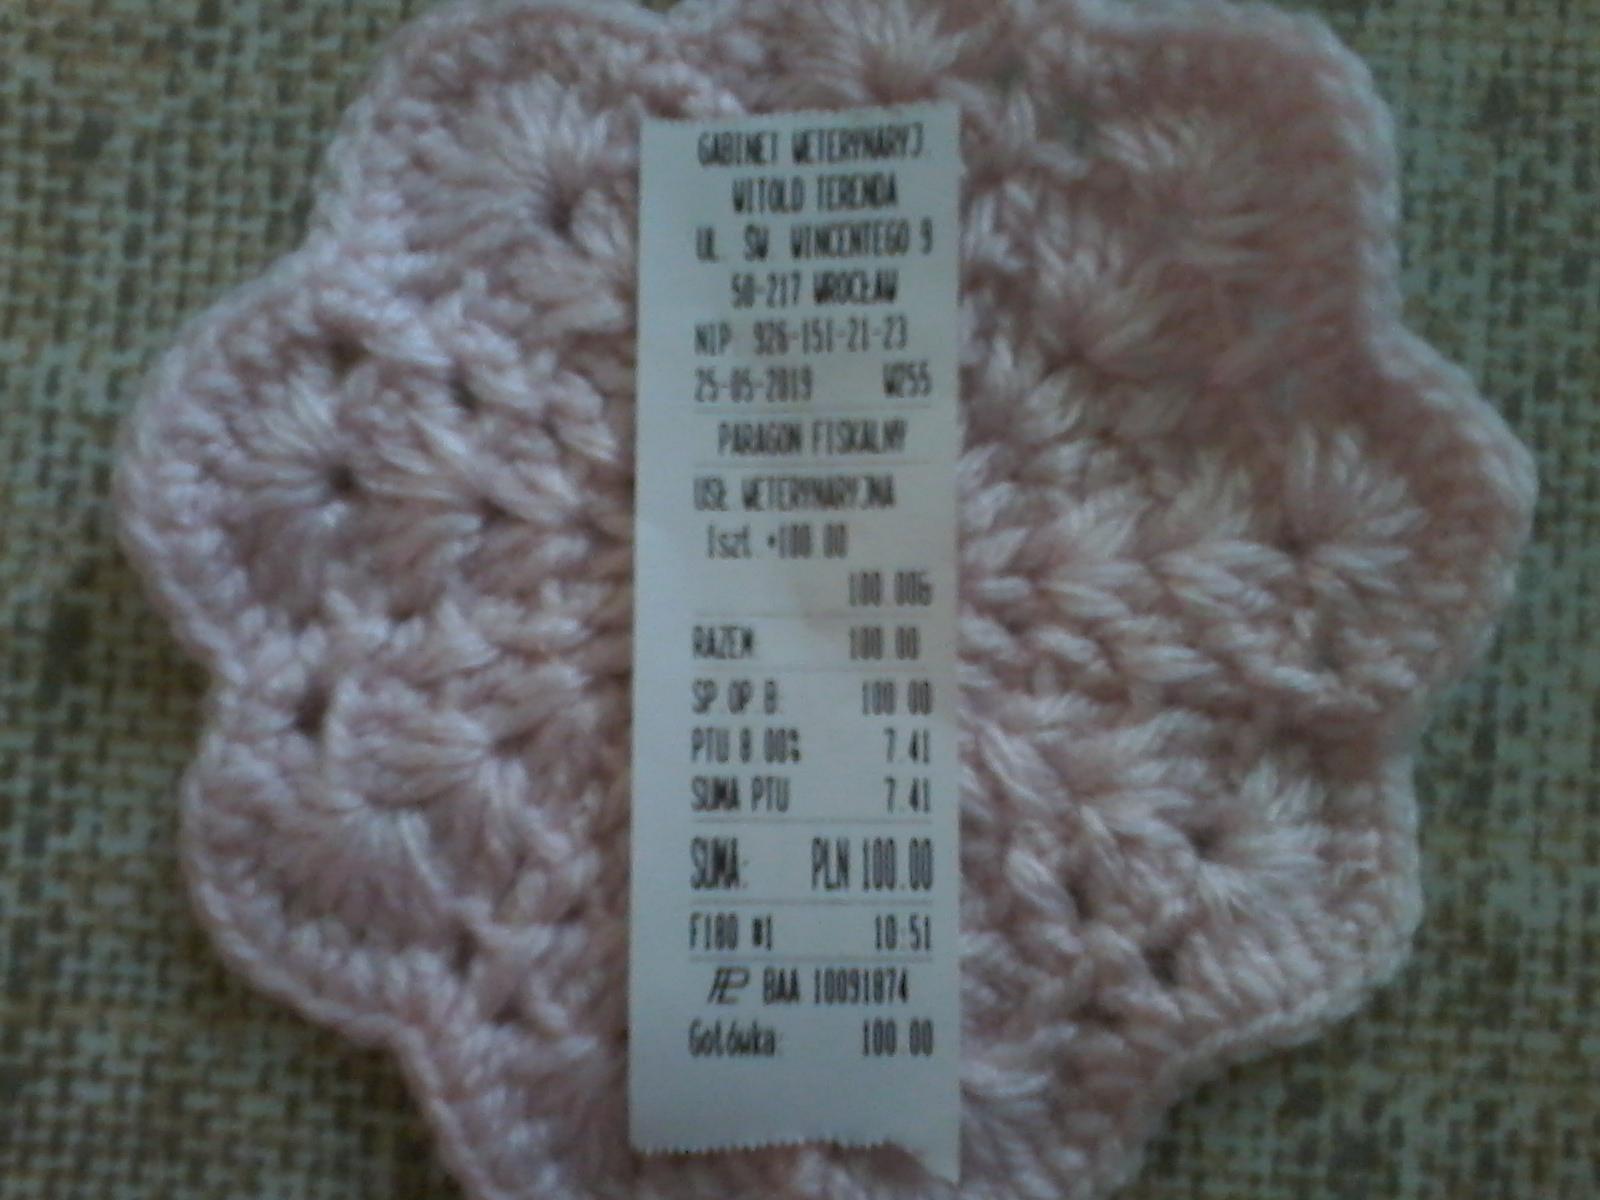 GABINET WETERYNARYJ.
WITOLD TERENDA
UL. ŚW. WINCENTEGO 9
50-217 WROCŁAW
NIP 926-151-21-23
25-05-2019 W255
PARAGON FISKALNY
USŁ WETERYNARYJNA
1szt *100.00
100.00B
RAZEM: 100.00
SP.OP.B: 100.00
PTU 8.00% 7.41
SUMA PTU 7.41
SUMA: PLN 100.00
F180 #1 10:51
BAA 10091874
Gotówka: 100.00